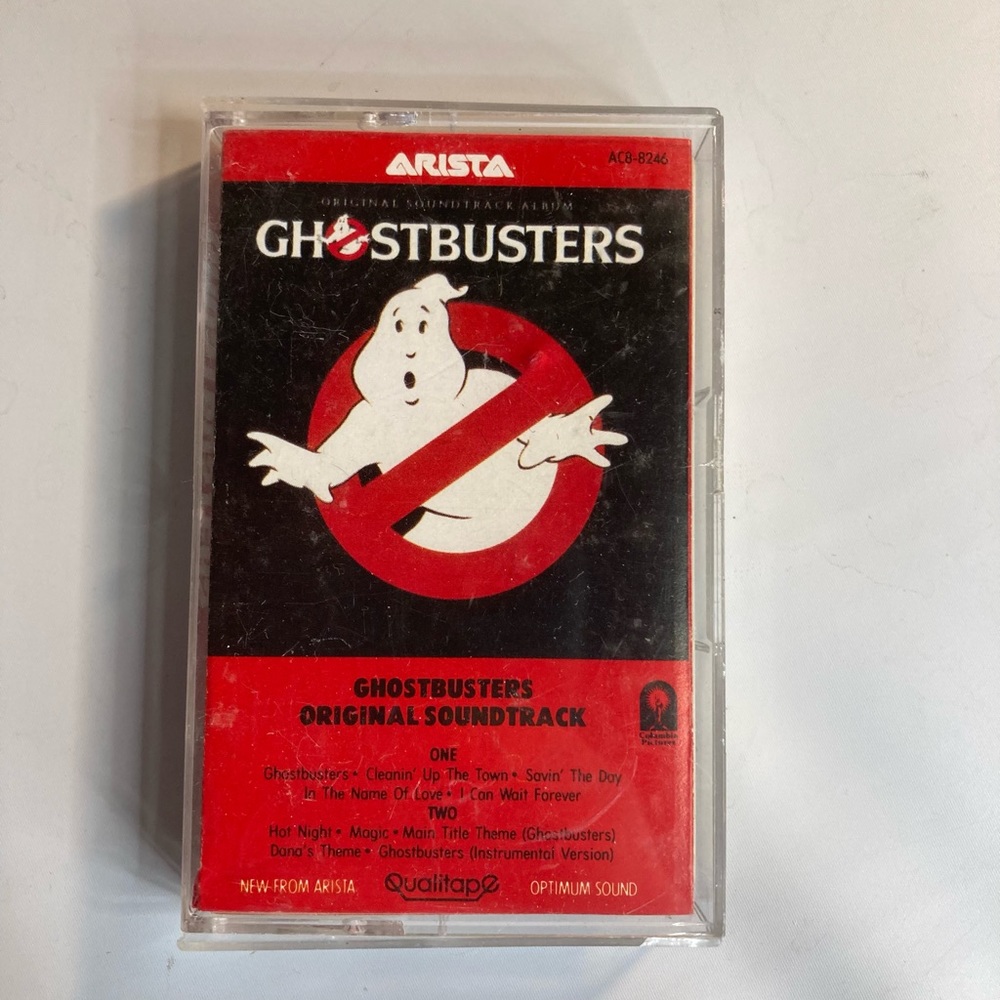 ARISTA
AC8-8246
ORIGINAL SOUNDTRACK ALBUM
GHOSTBUSTERS
GHOSTBUSTERS
ORIGINAL SOUNDTRACK
Columbia
Pictures
ONE
Ghostbusters • Cleanin' Up The Town • Savin' The Day
In The Name Of Love • I Can Wait Forever
TWO
Hot Night • Magic • Main Title Theme (Ghostbusters)
Dana's Theme • Ghostbusters (Instrumental Version)
NEW FROM ARISTA Qualitape OPTIMUM SOUND